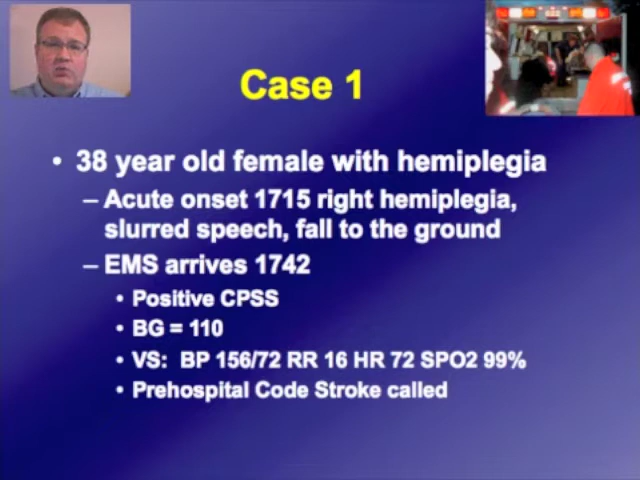 Case 1
• 38 year old female with hemiplegia
– Acute onset 1715 right hemiplegia,
slurred speech, fall to the ground
– EMS arrives 1742
• Positive CPSS
• BG = 110
• VS: BP 156/72 RR 16 HR 72 SPO2 99%
• Prehospital Code Stroke called